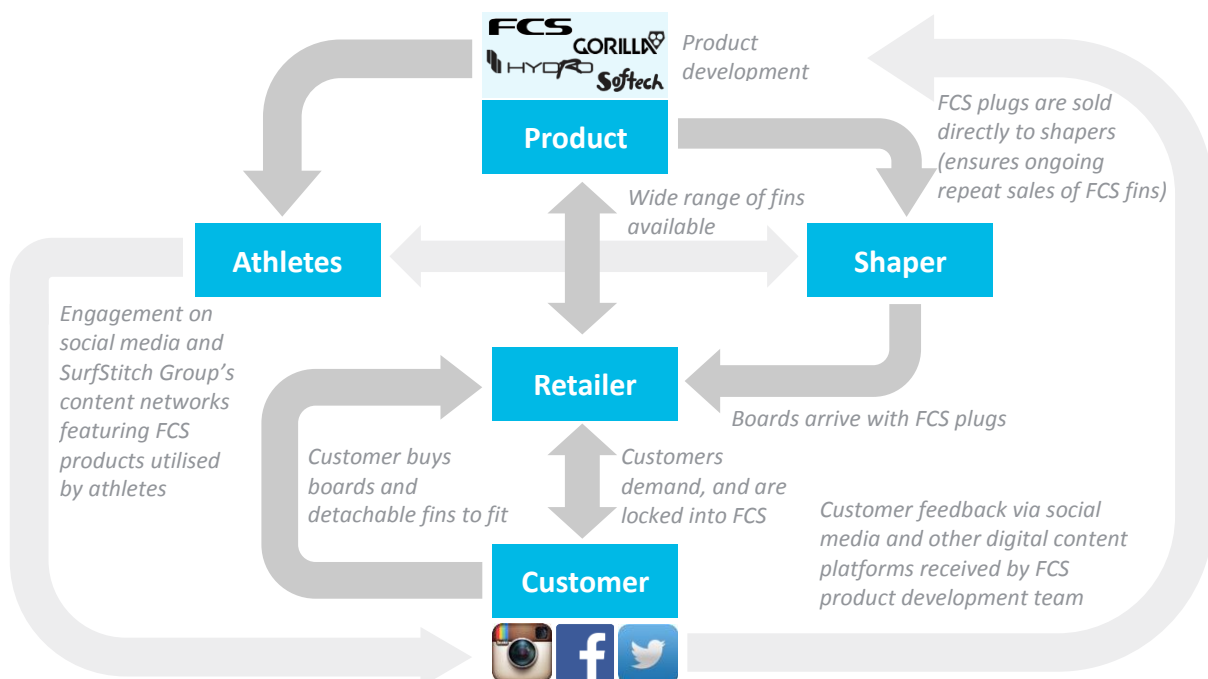 FCS
GORILLA
HYDRO
Softech
Product
development
Product
FCS plugs are sold
directly to shapers
(ensures ongoing
repeat sales of FCS fins)
Wide range of fins
available
Athletes
Shaper
Engagement on
social media and
SurfStitch Group’s
content networks
featuring FCS
products utilised
by athletes
Retailer
Boards arrive with FCS plugs
Customer buys
boards and
detachable fins to fit
Customers
demand, and are
locked into FCS
Customer feedback via social
media and other digital content
platforms received by FCS
product development team
Customer
f